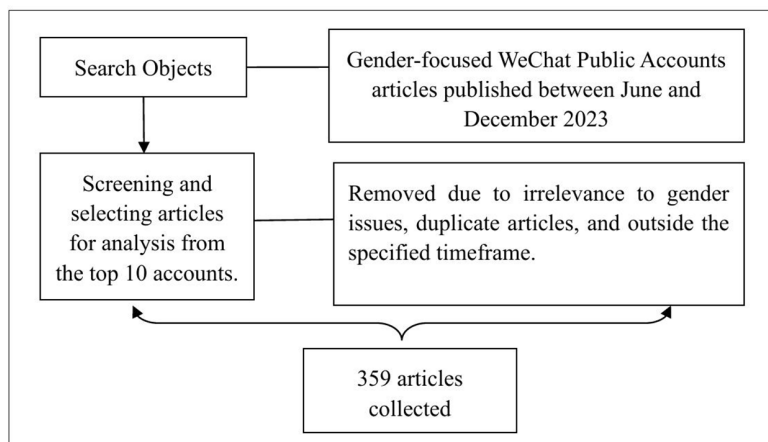 Search Objects
Gender-focused WeChat Public Accounts
articles published between June and
December 2023
Screening and
selecting articles
for analysis from
the top 10 accounts.
Removed due to irrelevance to gender
issues, duplicate articles, and outside the
specified timeframe.
359 articles
collected